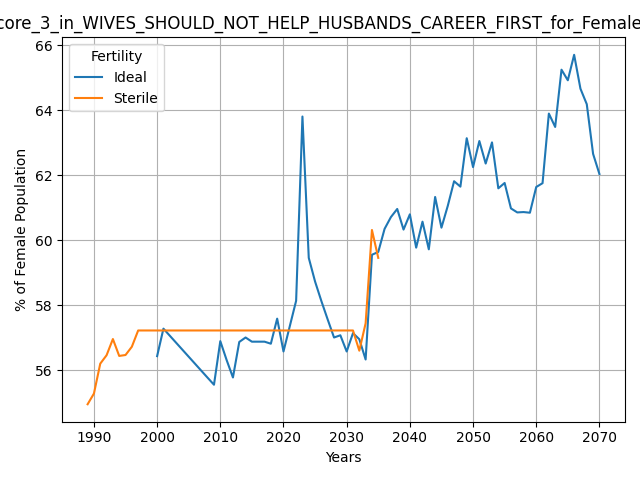 core_3_in_WIVES_SHOULD_NOT_HELP_HUSBANDS_CAREER_FIRST_for_Female
Fertility
Ideal
Sterile
66
64
62
60
58
56
% of Female Population
1990
2000
2010
2020
2030
2040
2050
2060
2070
Years